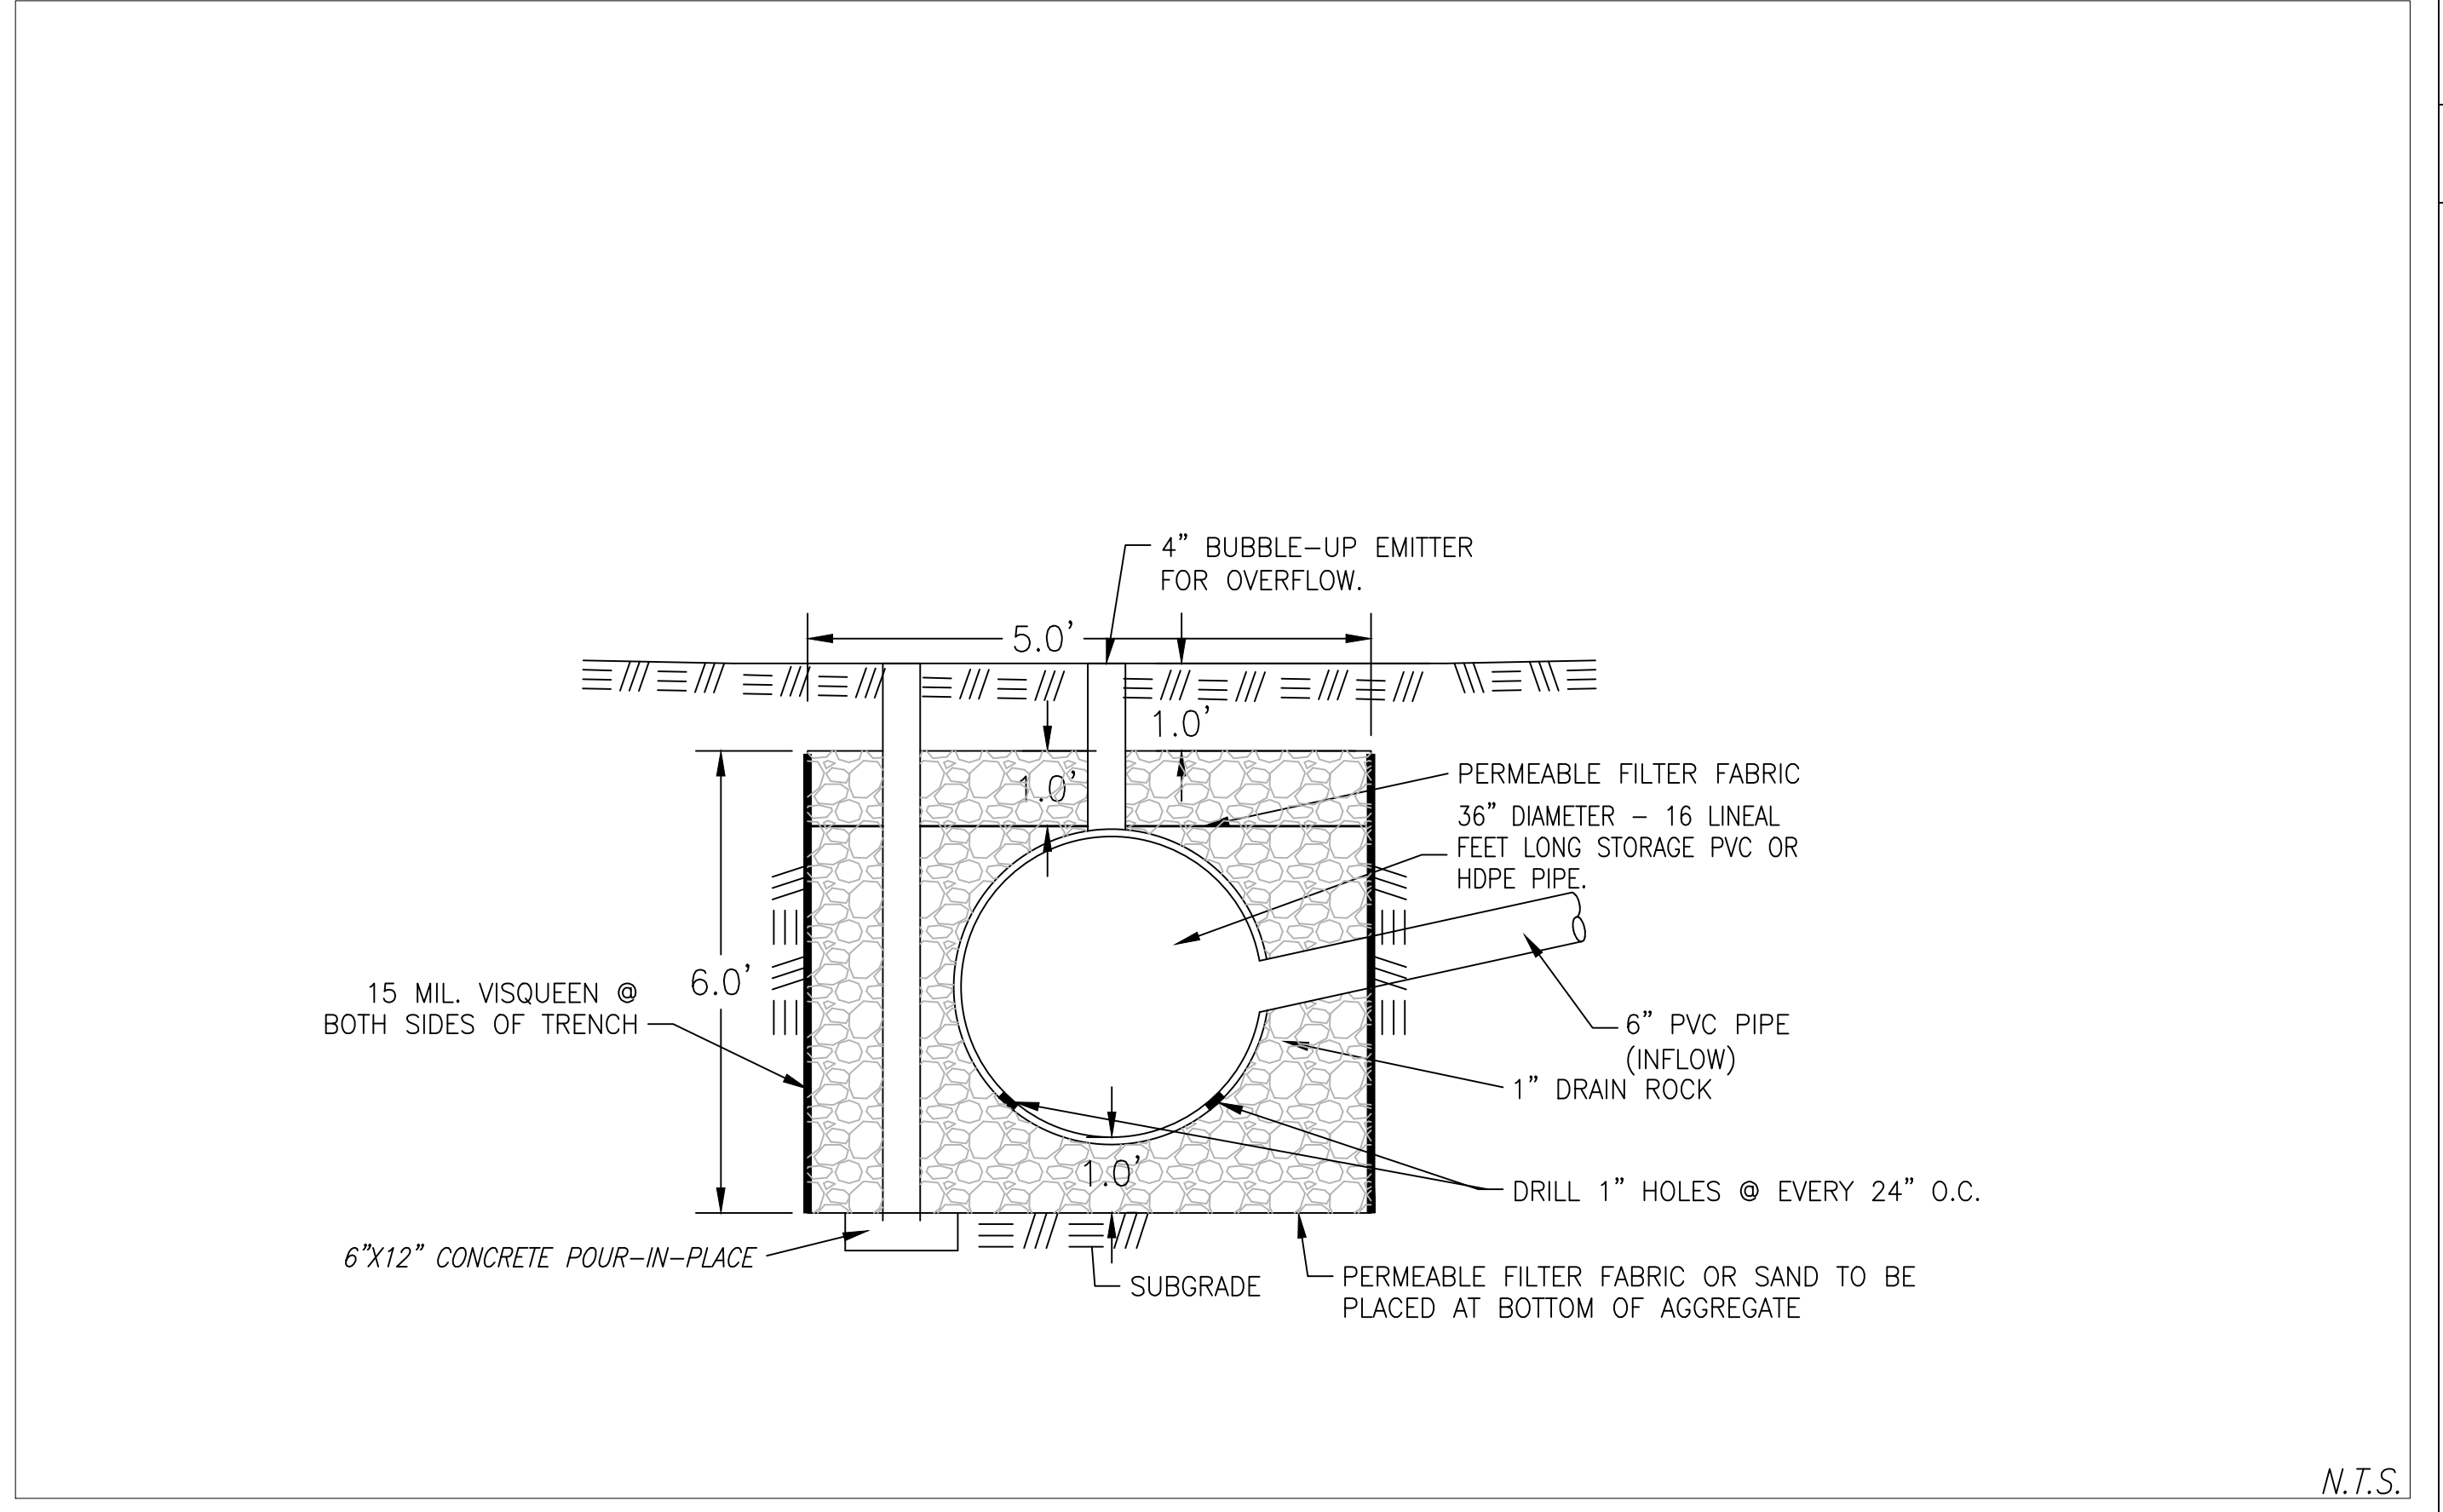 4” BUBBLE-UP EMITTER
FOR OVERFLOW.
5.0’
1.0’
1.0’
PERMEABLE FILTER FABRIC
36” DIAMETER - 16 LINEAL
FEET LONG STORAGE PVC OR
HDPE PIPE.
6.0’
15 MIL. VISQUEEN @
BOTH SIDES OF TRENCH
6” PVC PIPE
(INFLOW)
1” DRAIN ROCK
1.0’
DRILL 1” HOLES @ EVERY 24” O.C.
6”X12” CONCRETE POUR-IN-PLACE
SUBGRADE
PERMEABLE FILTER FABRIC OR SAND TO BE
PLACED AT BOTTOM OF AGGREGATE
N.T.S.